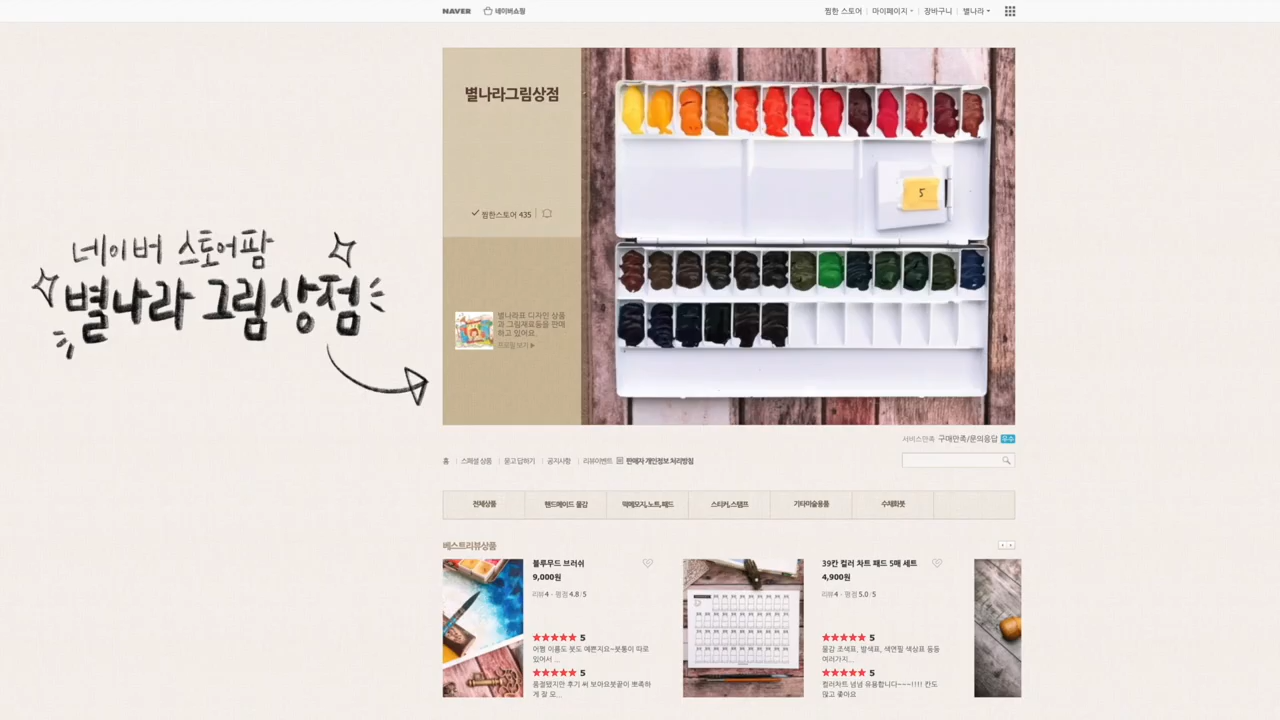 NAVER 네이버쇼핑 찜한 스토어 마이페이지 장바구니 별나라
별나라그림상점
찜한스토어 435
네이버 스토어팜
별나라 그림상점
5
별나라표 디자인 상품
과 그림재료들을 판매
하고 있어요.
프로필 보기 ▶
서비스만족 구매만족/문의응답 우수
홈 스페셜 상품 묻고 답하기 공지사항 리뷰이벤트 판매자 개인정보 처리방침
전체상품 핸드메이드 물감 떡메모지,노트,패드 스티커,스탬프 기타미술용품 수채화붓
베스트리뷰상품
블루무드 브러쉬
9,000원
리뷰4 · 평점 4.8/5
★★★★★ 5
어쩜 이름도 붓도 예쁜지요~붓통이 따로
있어서 ...
★★★★★ 5
품절됐지만 후기 써 보아요붓끝이 뾰족하
게 잘 모...
39칸 컬러 차트 패드 5매 세트
4,900원
리뷰4 · 평점 5.0/5
★★★★★ 5
물감 조색표, 발색표, 색연필 색상표 등등
여러가지...
★★★★★ 5
컬러차트 넘넘 유용합니다~~~!!!! 칸도
많고 좋아요